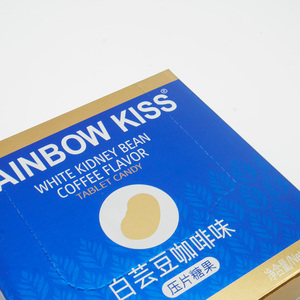 AINBOW KISS®
WHITE KIDNEY BEAN
COFFEE FLAVOR
TABLET CANDY
白芸豆咖啡味
压片糖果